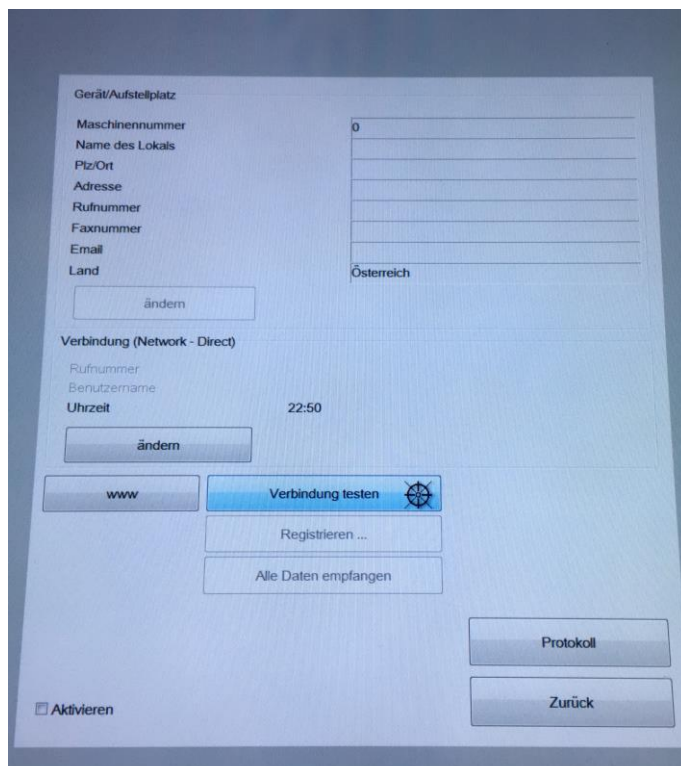 Gerät/Aufstellplatz
Maschinennummer 0
Name des Lokals
Plz/Ort
Adresse
Rufnummer
Faxnummer
Email
Land Österreich
ändern
Verbindung (Network - Direct)
Rufnummer
Benutzername
Uhrzeit 22:50
ändern
www Verbindung testen
Registrieren ...
Alle Daten empfangen
Protokoll
Aktivieren Zurück